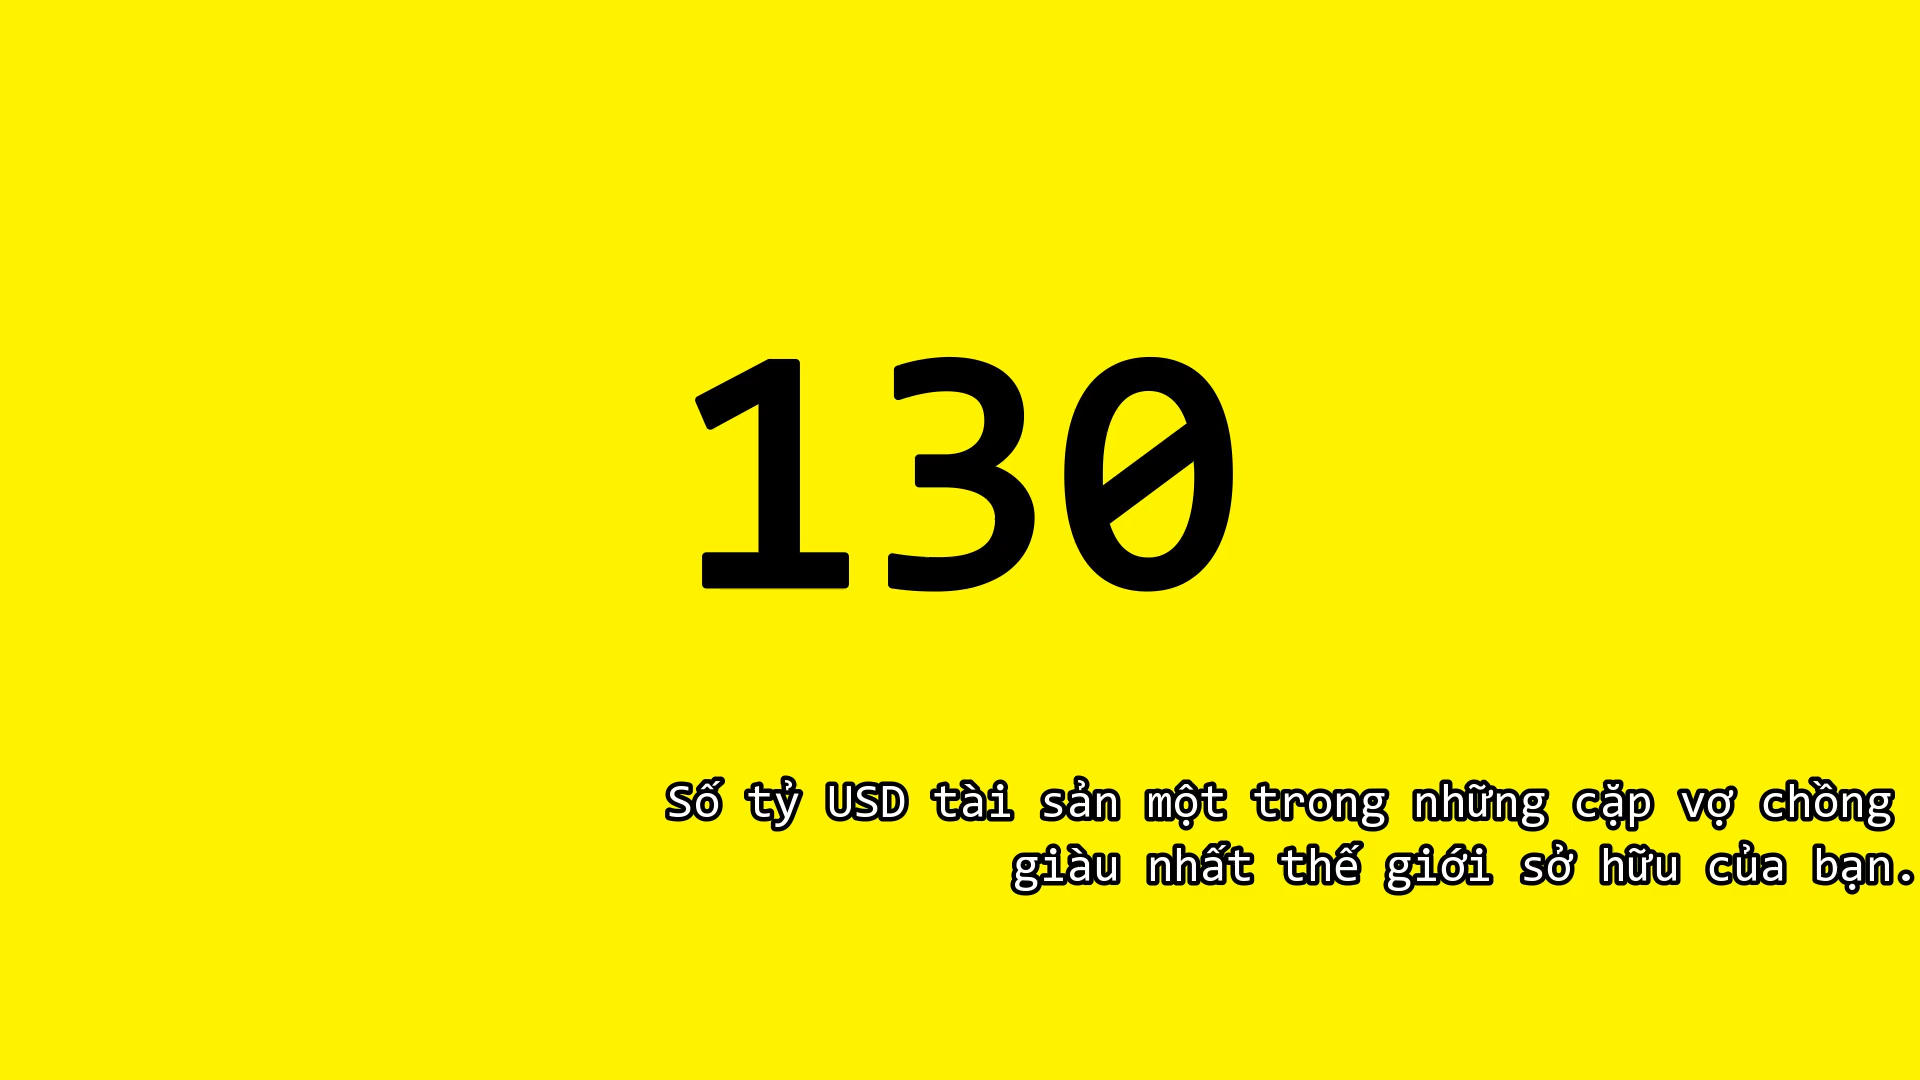 130
Số tỷ USD tài sản một trong những cặp vợ chồng
giàu nhất thế giới sở hữu của bạn.